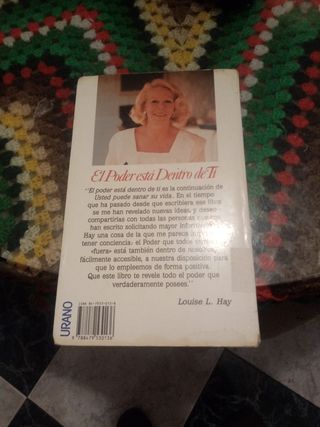 El Poder está Dentro de Ti
"El poder está dentro de ti es la continuación de
Usted puede sanar su vida. En el tiempo
que ha pasado desde que escribiera ese libro
se me han revelado nuevas ideas, y deseo
compartirlas con todas las personas que me
han escrito solicitando mayor información.
Hay una cosa de la que me parece
tener conciencia: el Poder que todos
«fuera» está también dentro de nosotros,
fácilmente accesible, a nuestra disposición para
que lo empleemos de forma positiva.
Que este libro te revele todo el poder que
verdaderamente posees."
Louise L. Hay
URANO